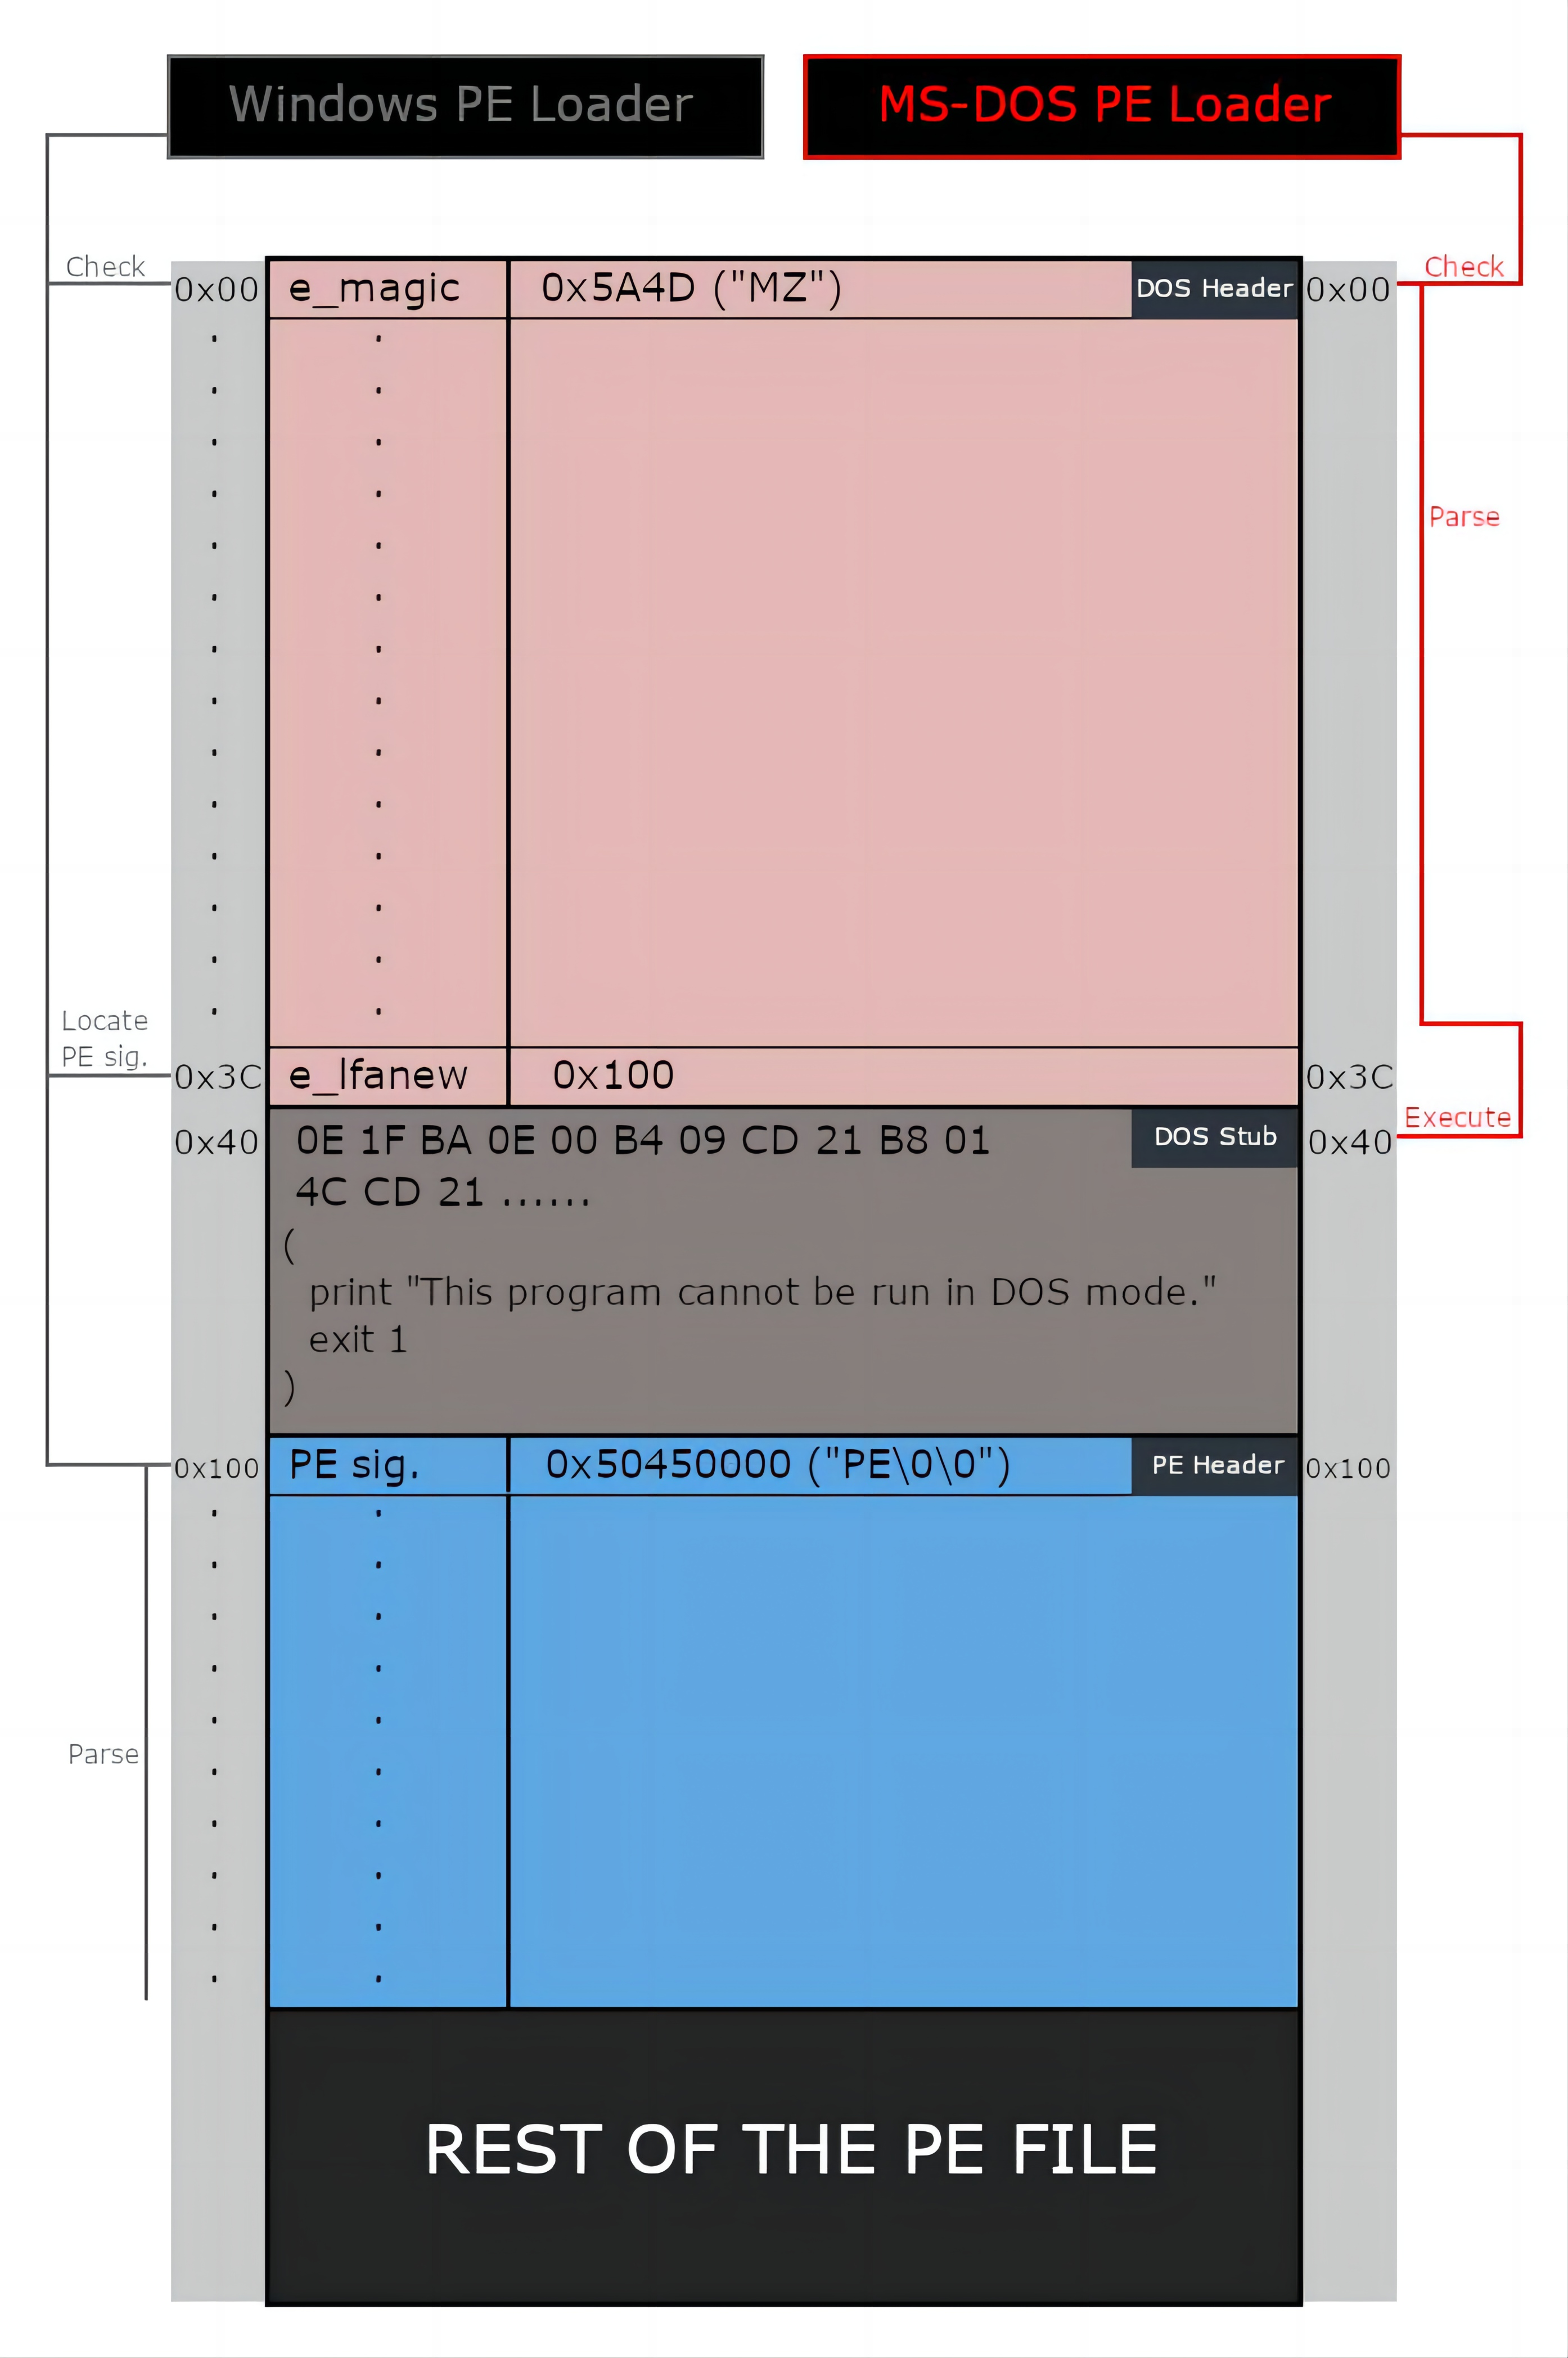 Windows PE Loader
MS-DOS PE Loader
Check
Check
0x00
e_magic
0x5A4D ("MZ")
DOS Header
0x00
Parse
Locate
PE sig.
0x3C
e_lfanew
0x100
0x3C
Execute
0x40
0E 1F BA 0E 00 B4 09 CD 21 B8 01
DOS Stub
0x40
4C CD 21 ......
(
print "This program cannot be run in DOS mode."
exit 1
)
0x100
PE sig.
0x50450000 ("PE\0\0")
PE Header
0x100
Parse
REST OF THE PE FILE